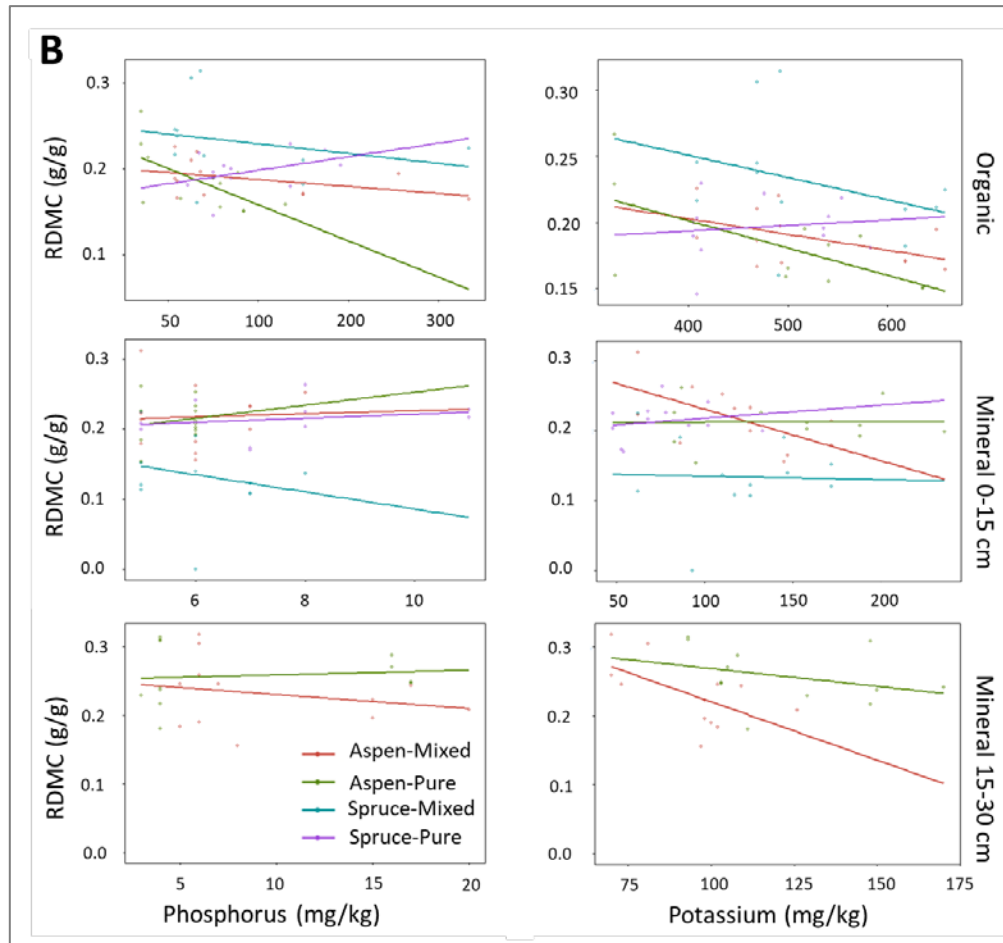 B
RDMC (g/g)
0.3
0.2
0.1
50 100 200 300
0.30
0.25
0.20
0.15
400 500 600
Organic
RDMC (g/g)
0.3
0.2
0.1
0.0
6 8 10
0.3
0.2
0.1
0.0
50 100 150 200
Mineral 0-15 cm
RDMC (g/g)
0.3
0.2
0.1
0.0
Aspen-Mixed
Aspen-Pure
Spruce-Mixed
Spruce-Pure
5 10 15 20
Phosphorus (mg/kg)
0.3
0.2
0.1
0.0
75 100 125 150 175
Potassium (mg/kg)
Mineral 15-30 cm